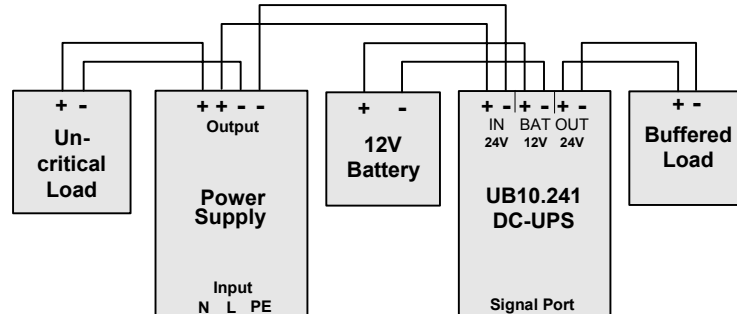 + -
Un-
critical
Load
+ + - -
Output
Power
Supply
Input
N L PE
+ -
12V
Battery
+ - + - + -
IN BAT OUT
24V 12V 24V
UB10.241
DC-UPS
Signal Port
+ -
Buffered
Load